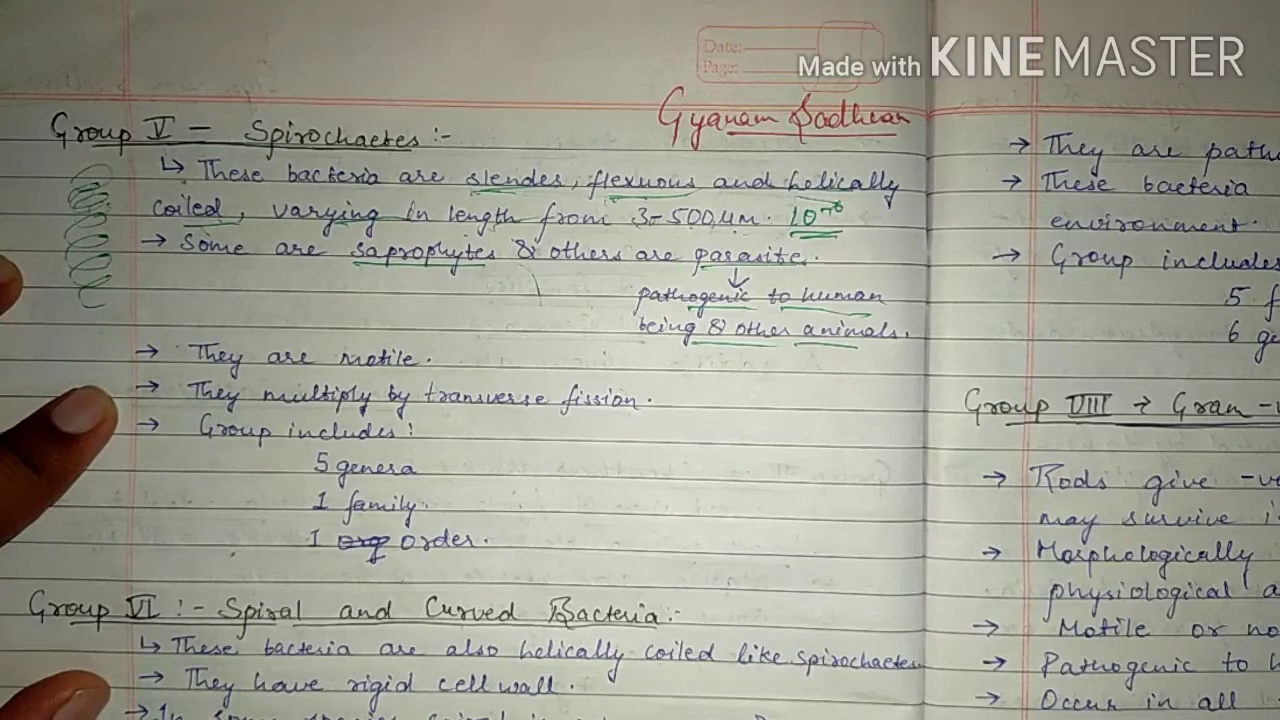 Date:
Page:
Made with KINEMASTER
Gyanam Sadhvan
Group V – Spirochaetes :-
↳ These bacteria are slender, flexuous and helically
coiled, varying in length from 3-500 µm. 10⁻⁶
→ Some are saprophytes & others are parasite.
↓
pathogenic to human
being & other animals.
→ They are motile.
→ They multiply by transverse fission.
→ Group includes:
5 genera
1 family.
1 order.
Group VI :- Spiral and Curved Bacteria:-
↳ These bacteria are also helically coiled like spirochaetes
→ They have rigid cell wall.
→ They are path
→ These bacteria
environment.
→ Group includes
5 f
6 ge
Group VIII → Gram -v
→ Rods give -ve
may survive i
→ Morphologically
physiological a
→ Motile or no
→ Pathogenic to h
→ Occur in all